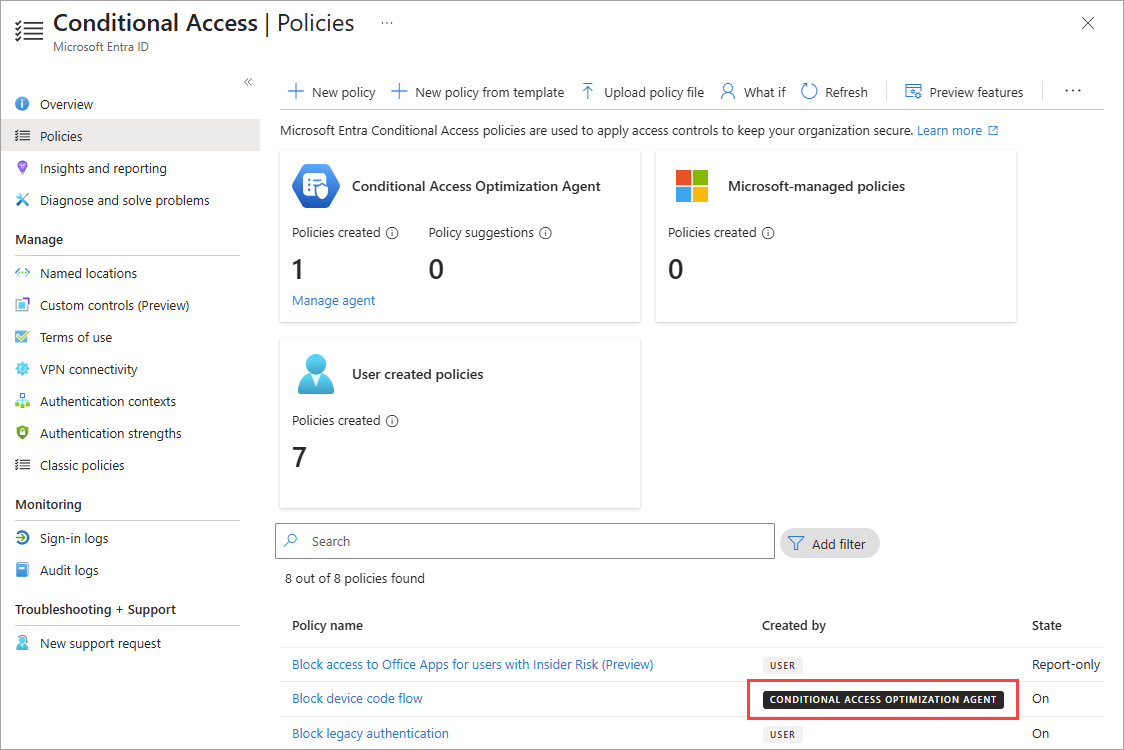 Conditional Access | Policies ...
Microsoft Entra ID
Overview
Policies
Insights and reporting
Diagnose and solve problems
Manage
Named locations
Custom controls (Preview)
Terms of use
VPN connectivity
Authentication contexts
Authentication strengths
Classic policies
Monitoring
Sign-in logs
Audit logs
Troubleshooting + Support
New support request
New policy New policy from template Upload policy file What if Refresh Preview features ...
Microsoft Entra Conditional Access policies are used to apply access controls to keep your organization secure. Learn more
Conditional Access Optimization Agent
Policies created Policy suggestions
1 0
Manage agent
Microsoft-managed policies
Policies created
0
User created policies
Policies created
7
Search Add filter
8 out of 8 policies found
Policy name Created by State
Block access to Office Apps for users with Insider Risk (Preview) USER Report-only
Block device code flow CONDITIONAL ACCESS OPTIMIZATION AGENT On
Block legacy authentication USER On